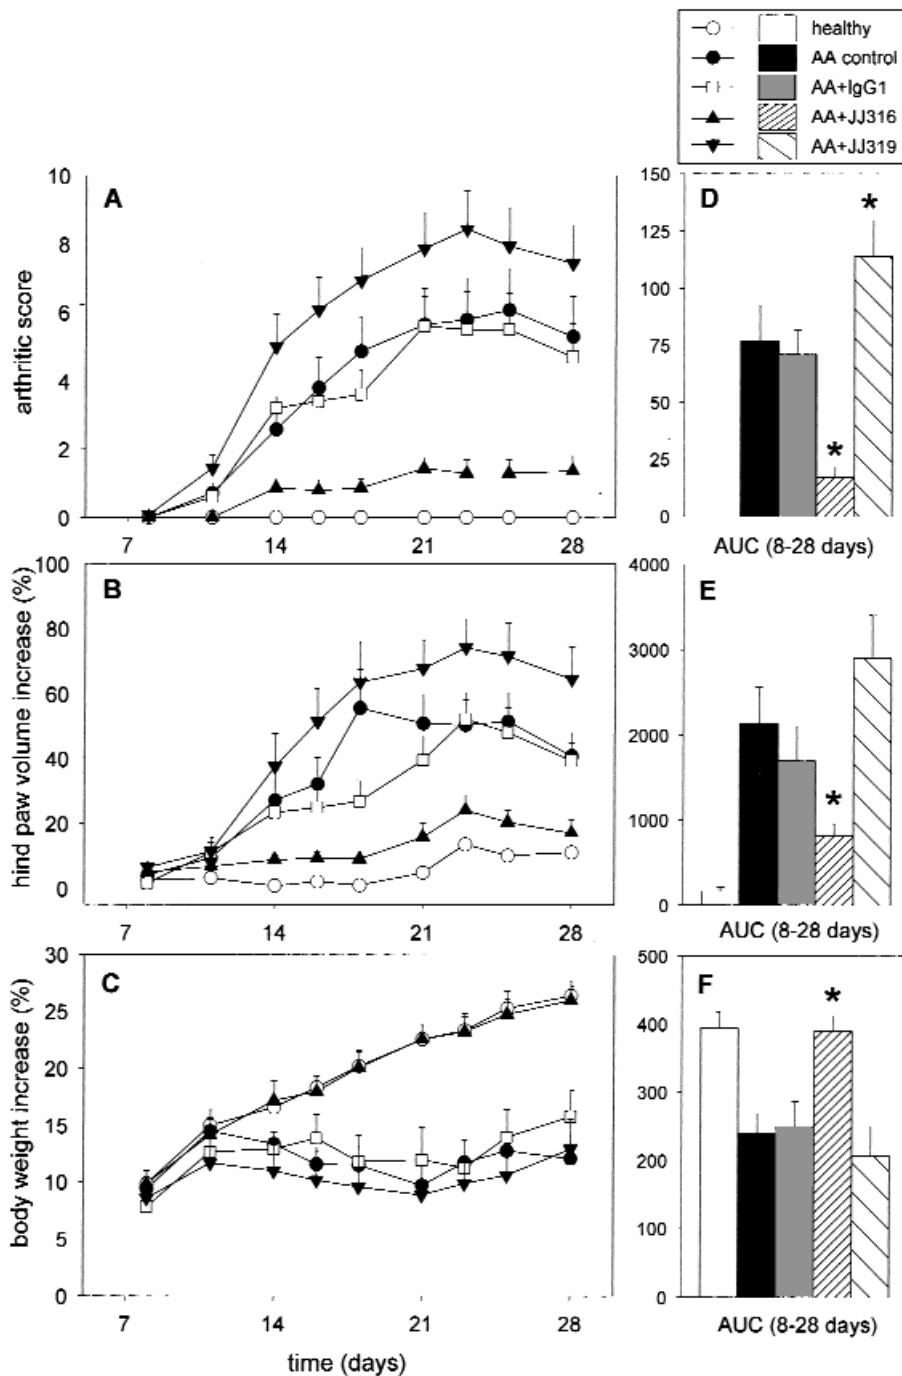 healthy
AA control
AA+IgG1
AA+JJ316
AA+JJ319
A
arthritic score
10
8
6
4
2
0
7
14
21
28
D
150
125
100
75
50
25
0
*
*
AUC (8-28 days)
B
hind paw volume increase (%)
100
80
60
40
20
0
7
14
21
28
E
4000
3000
2000
1000
0
*
AUC (8-28 days)
C
body weight increase (%)
30
25
20
15
10
5
0
7
14
21
28
time (days)
F
500
400
300
200
100
0
*
AUC (8-28 days)